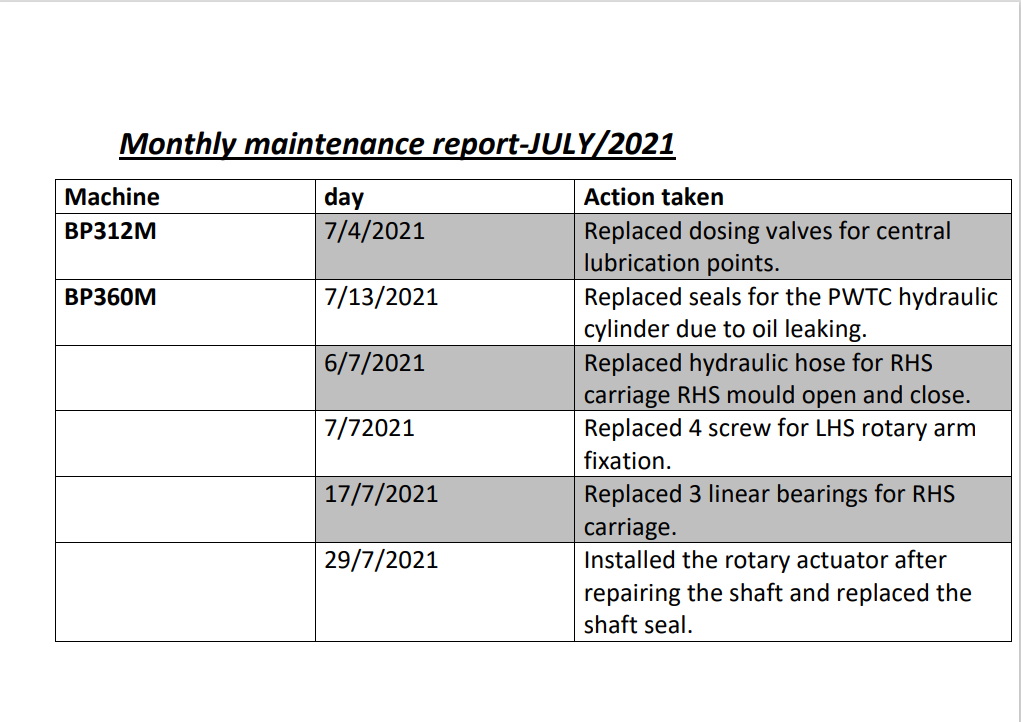 Monthly maintenance report-JULY/2021
Machine day Action taken
BP312M 7/4/2021 Replaced dosing valves for central
lubrication points.
BP360M 7/13/2021 Replaced seals for the PWTC hydraulic
cylinder due to oil leaking.
6/7/2021 Replaced hydraulic hose for RHS
carriage RHS mould open and close.
7/72021 Replaced 4 screw for LHS rotary arm
fixation.
17/7/2021 Replaced 3 linear bearings for RHS
carriage.
29/7/2021 Installed the rotary actuator after
repairing the shaft and replaced the
shaft seal.